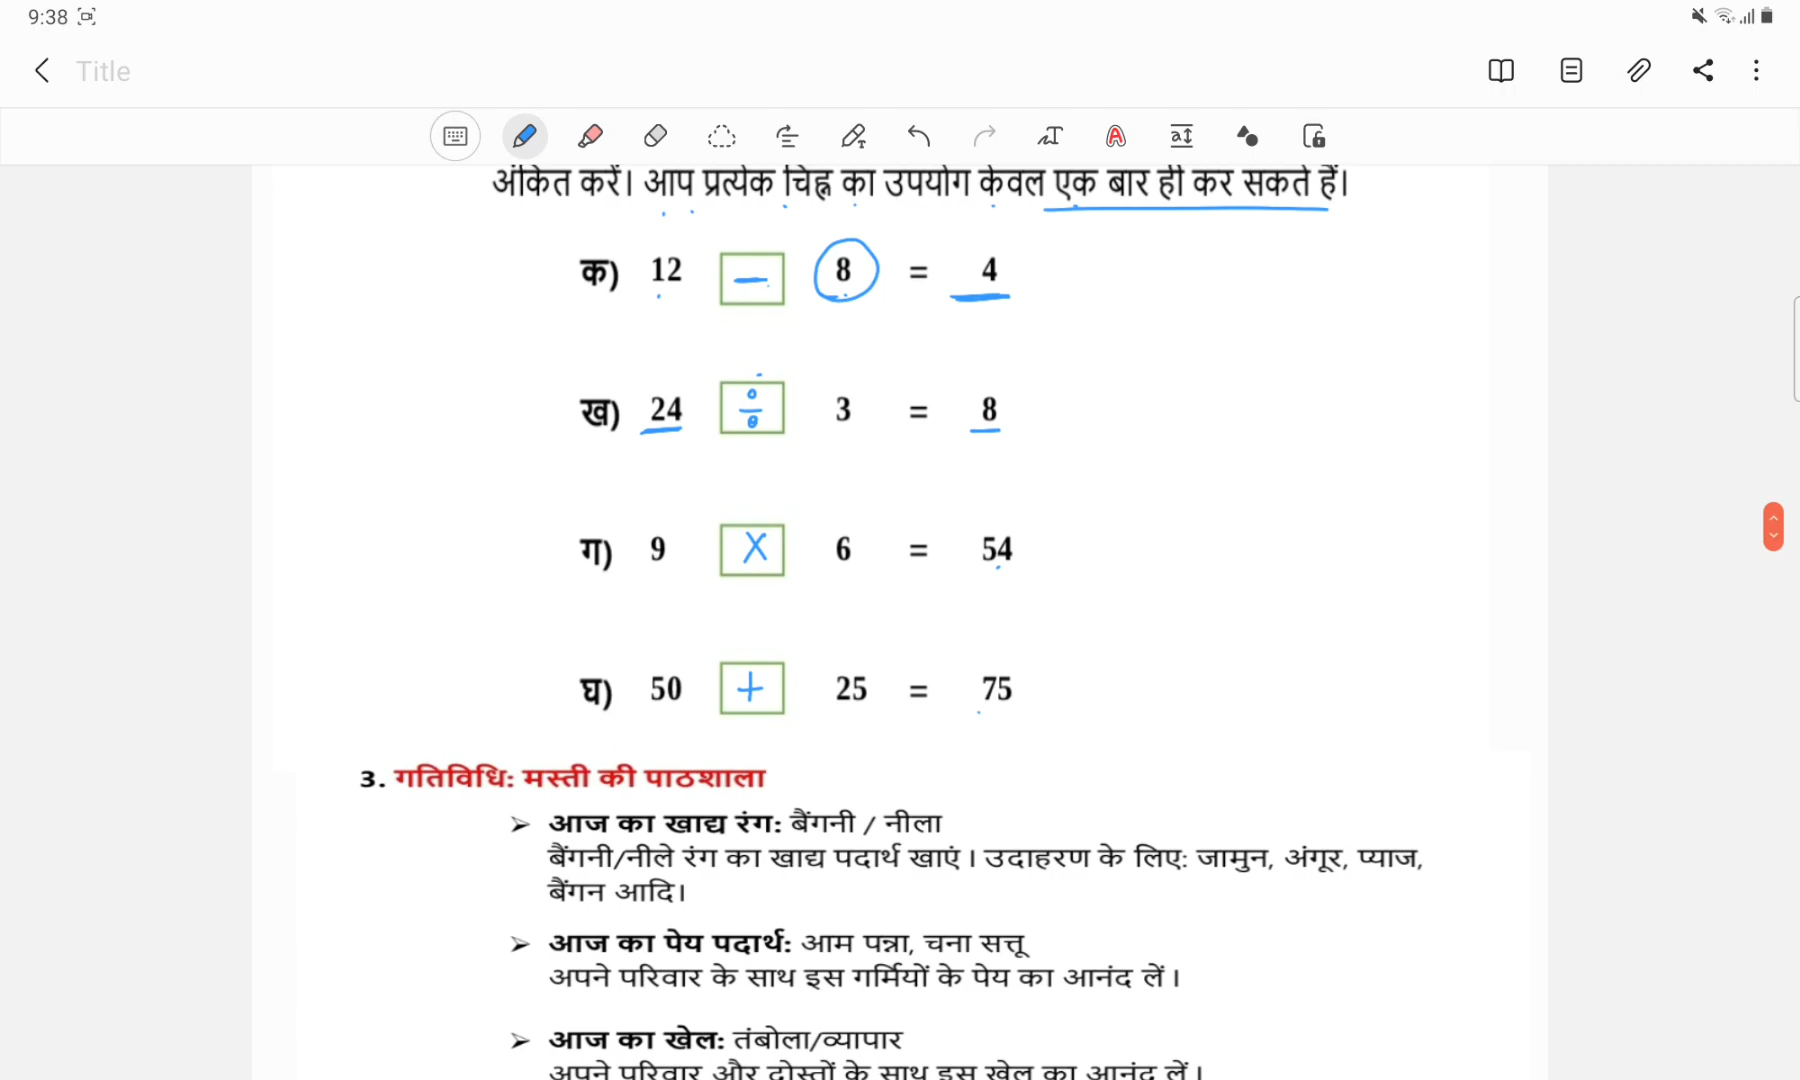 9:38
Title
अंकित करें। आप प्रत्येक चिह्न का उपयोग केवल एक बार ही कर सकते हैं।
क) 12 − 8 = 4
ख) 24 ÷ 3 = 8
ग) 9 × 6 = 54
घ) 50 + 25 = 75
3. गतिविधि: मस्ती की पाठशाला
➢ आज का खाद्य रंग: बैंगनी / नीला
बैंगनी/नीले रंग का खाद्य पदार्थ खाएं । उदाहरण के लिए: जामुन, अंगूर, प्याज,
बैंगन आदि।
➢ आज का पेय पदार्थ: आम पन्ना, चना सत्तू
अपने परिवार के साथ इस गर्मियों के पेय का आनंद लें ।
➢ आज का खेल: तंबोला/व्यापार
अपने परिवार और दोस्तों के साथ इस खेल का आनंद लें ।